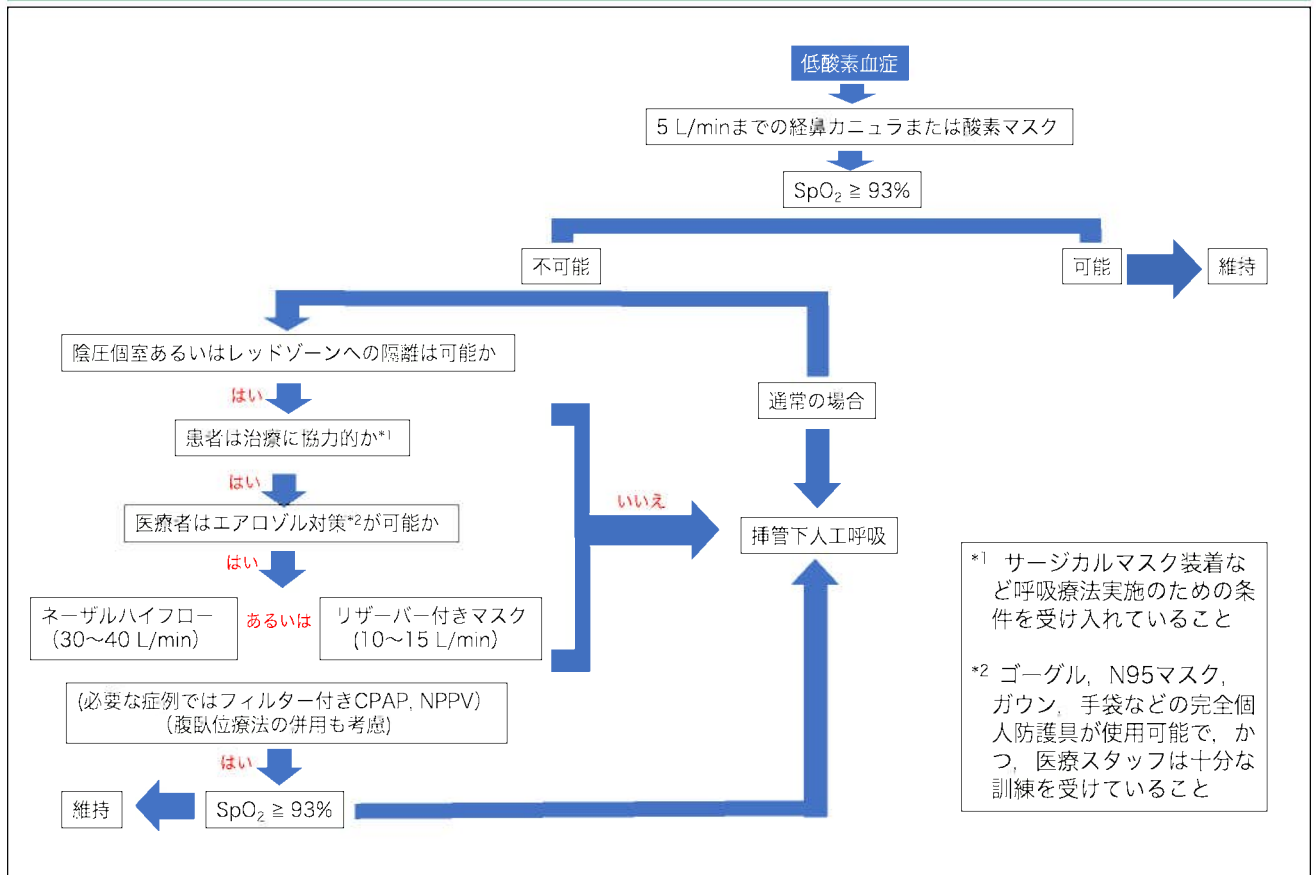 低酸素血症
5 L/minまでの経鼻カニュラまたは酸素マスク
SpO₂ ≧ 93%
不可能
可能
維持
陰圧個室あるいはレッドゾーンへの隔離は可能か
はい
通常の場合
患者は治療に協力的か*1
はい
いいえ
医療者はエアロゾル対策*2が可能か
挿管下人工呼吸
はい
ネーザルハイフロー
(30〜40 L/min)
あるいは
リザーバー付きマスク
(10〜15 L/min)
(必要な症例ではフィルター付きCPAP, NPPV)
(腹臥位療法の併用も考慮)
はい
維持
SpO₂ ≧ 93%
*1 サージカルマスク装着な
ど呼吸療法実施のための条
件を受け入れていること
*2 ゴーグル，N95マスク，
ガウン，手袋などの完全個
人防護具が使用可能で，か
つ，医療スタッフは十分な
訓練を受けていること